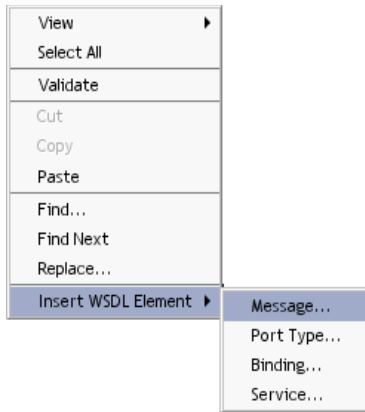 View
Select All
Validate
Cut
Copy
Paste
Find...
Find Next
Replace...
Insert WSDL Element
Message...
Port Type...
Binding...
Service...